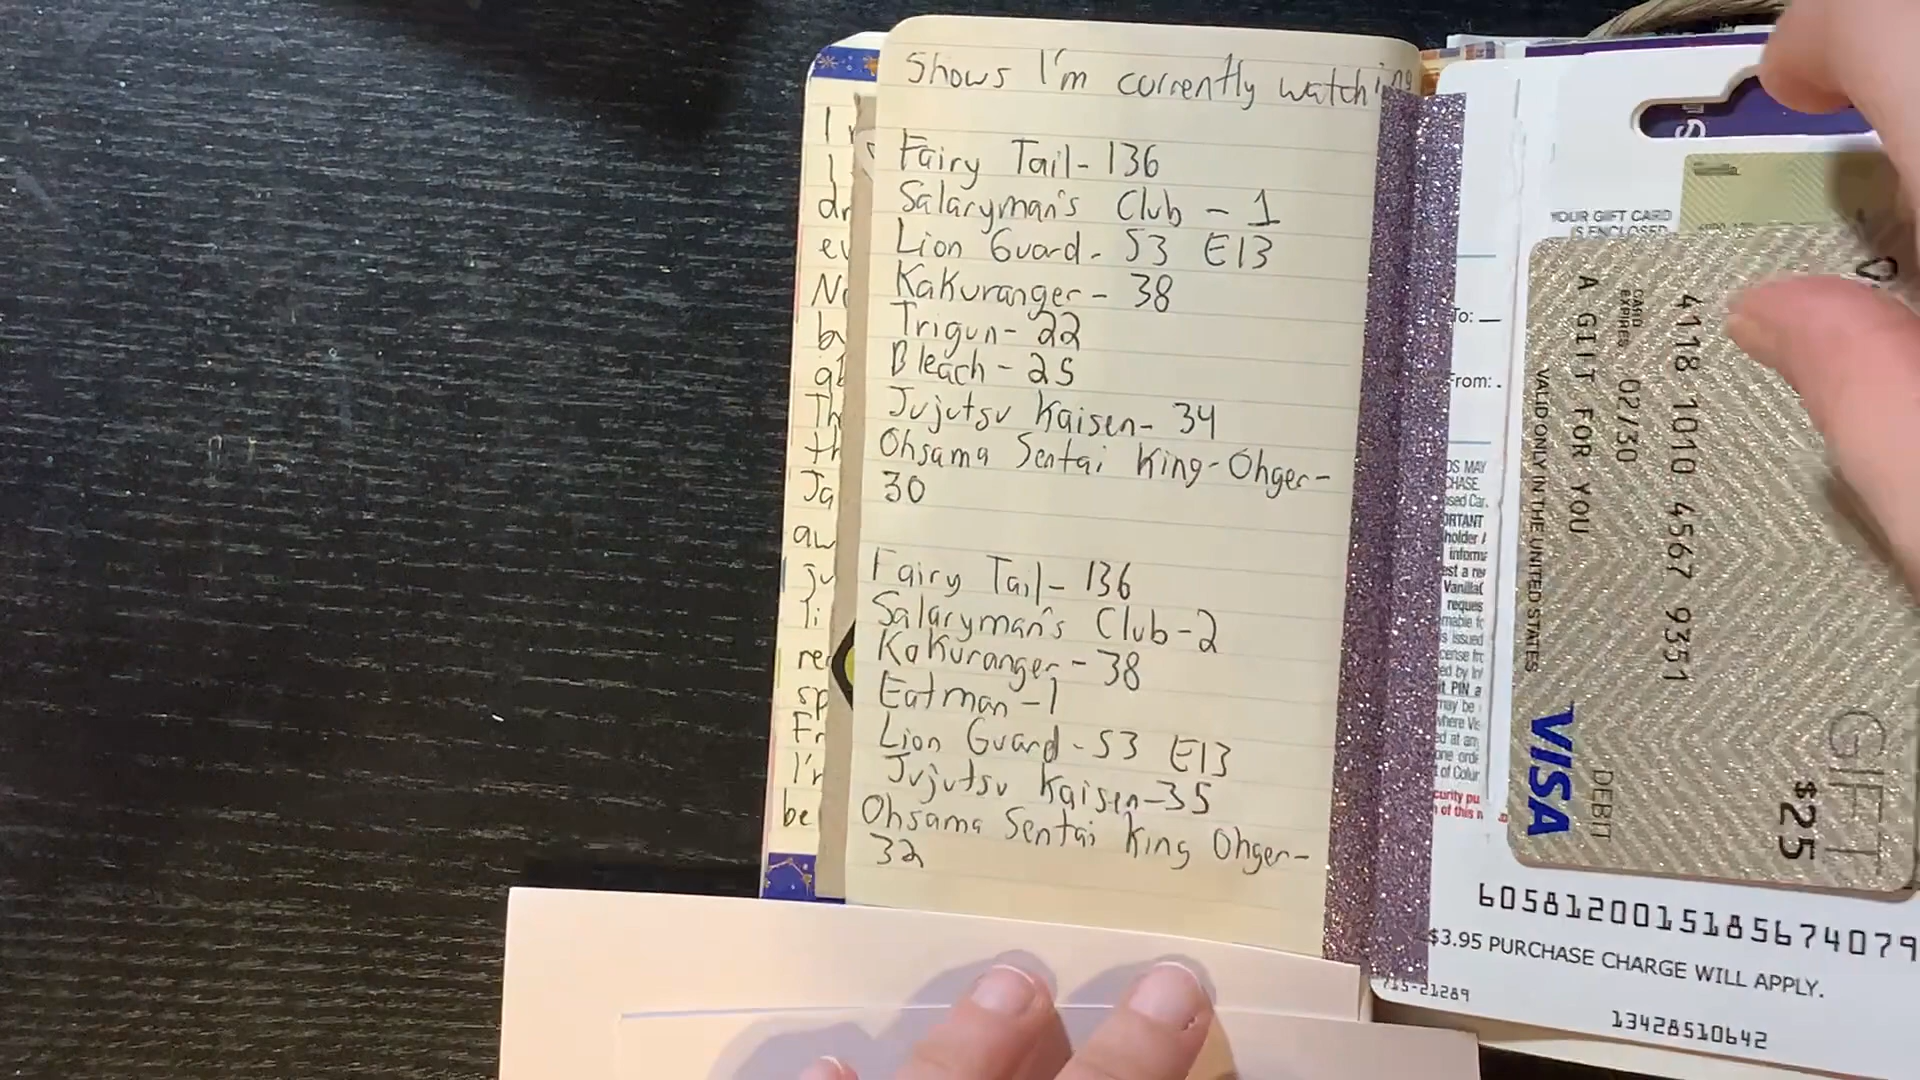 Shows I'm currently watching
Fairy Tail - 136
Salaryman's Club - 1
Lion Guard - S3 E13
Kakuranger - 38
Trigun - 22
Bleach - 25
Jujutsu Kaisen - 34
Ohsama Sentai King-Ohger -
30
Fairy Tail - 136
Salaryman's Club - 2
Kakuranger - 38
Eatman - 1
Lion Guard - S3 E13
Jujutsu Kaisen - 35
Ohsama Sentai King Ohger -
32
YOUR GIFT CARD
IS ENCLOSED
To:
From:
4118 1010 4567 9351
CARD
EXPIRES 02/30
A GIFT FOR YOU
VALID ONLY IN THE UNITED STATES
VISA
DEBIT
GIFT
$25
6058120015185674079
$3.95 PURCHASE CHARGE WILL APPLY.
715-21289
13428510642